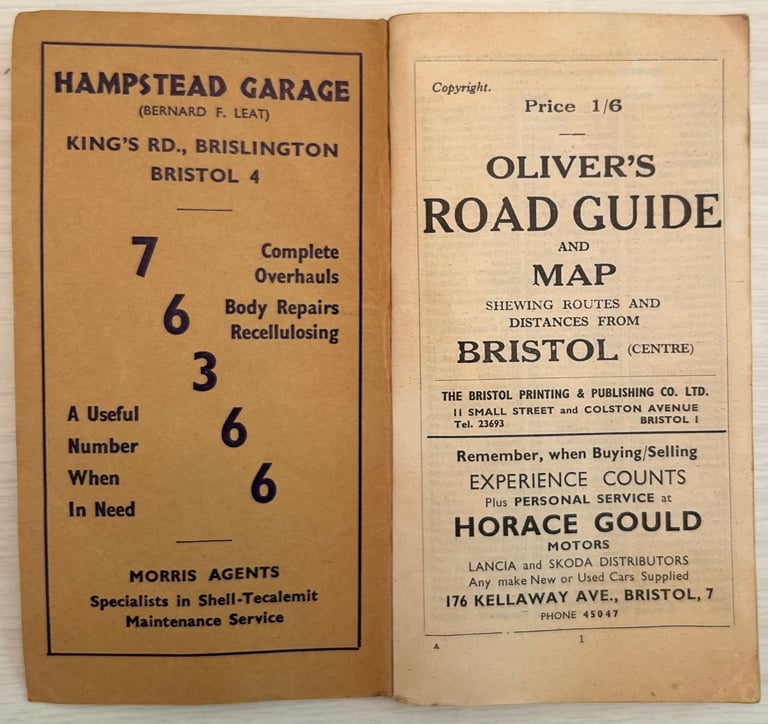 HAMPSTEAD GARAGE
(BERNARD F. LEAT)
KING'S RD., BRISLINGTON
BRISTOL 4
7
6
3
6
6
Complete
Overhauls
Body Repairs
Recellulosing
A Useful
Number
When
In Need
MORRIS AGENTS
Specialists in Shell-Tecalemit
Maintenance Service
Copyright.
Price 1/6
OLIVER'S
ROAD GUIDE
AND
MAP
SHEWING ROUTES AND
DISTANCES FROM
BRISTOL (CENTRE)
THE BRISTOL PRINTING & PUBLISHING CO. LTD.
11 SMALL STREET and COLSTON AVENUE
Tel. 23693 BRISTOL 1
Remember, when Buying/Selling
EXPERIENCE COUNTS
Plus PERSONAL SERVICE at
HORACE GOULD
MOTORS
LANCIA and SKODA DISTRIBUTORS
Any make New or Used Cars Supplied
176 KELLAWAY AVE., BRISTOL, 7
PHONE 45047
A 1